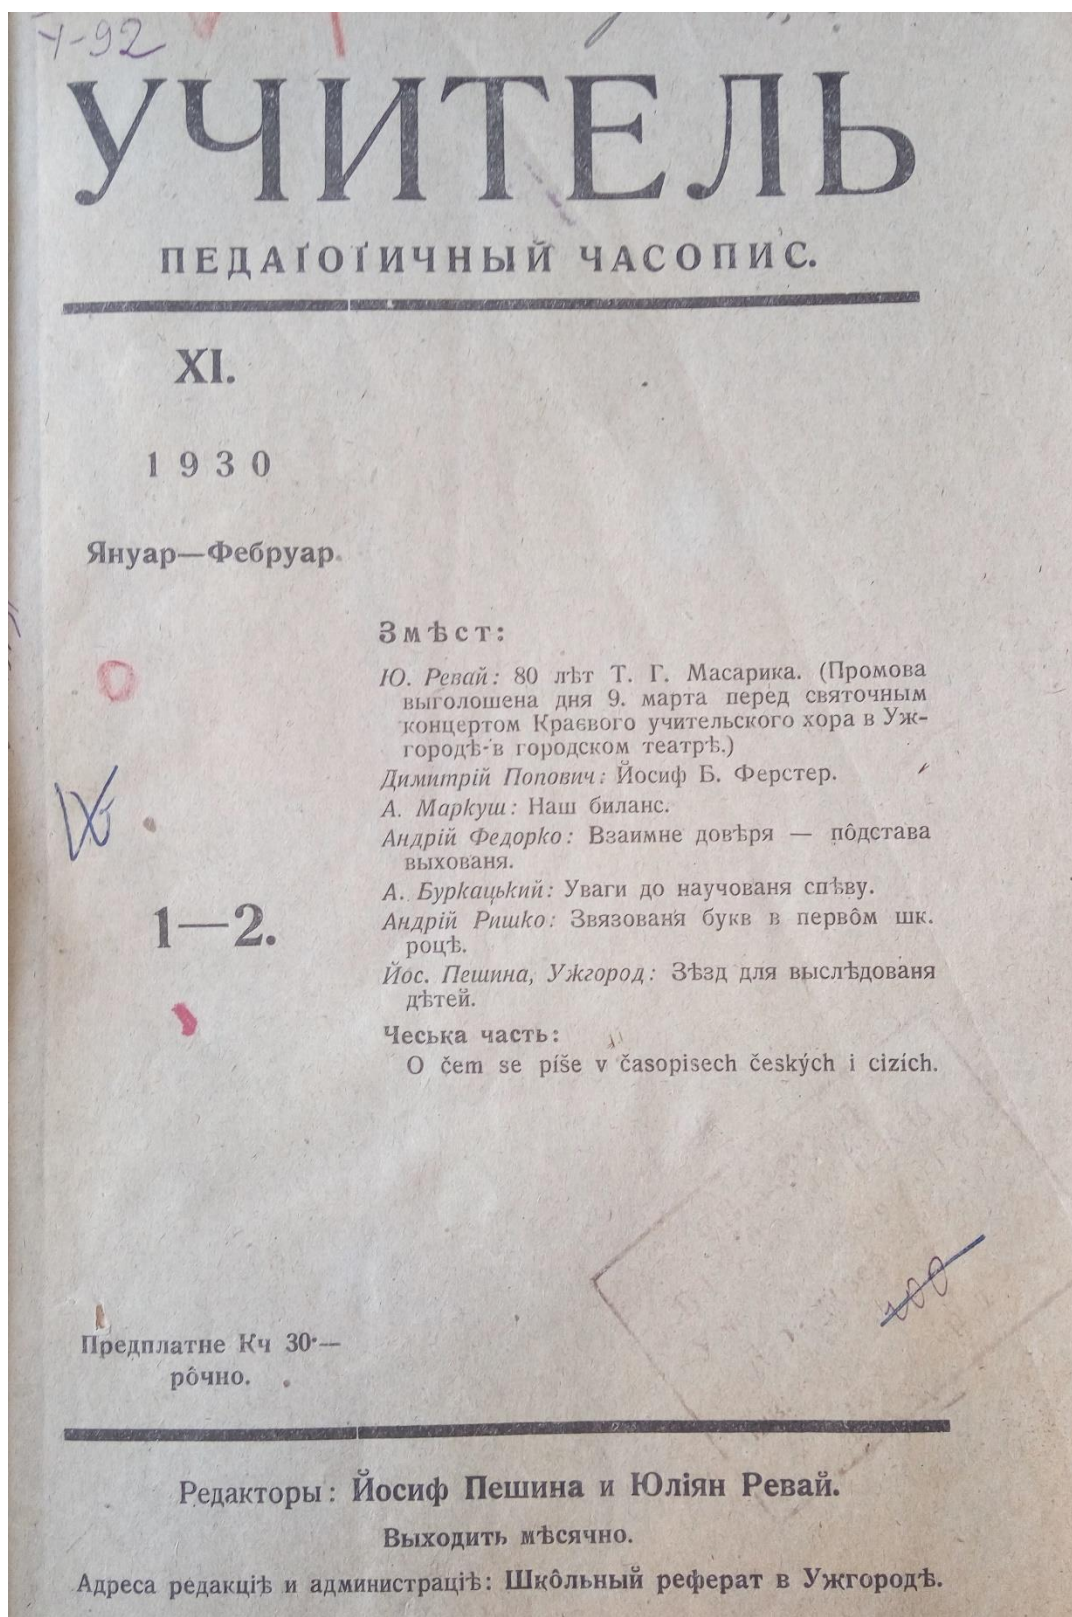 У-92
УЧИТЕЛЬ
ПЕДАҐОҐИЧНЫЙ ЧАСОПИС.
XI.
1930
Януар—Фебруар.
Змѣст:
Ю. Ревай: 80 лѣт Т. Г. Масарика. (Промова
выголошена дня 9. марта перед святочным
концертом Краєвого учительского хора в Уж-
городѣ в городском театрѣ.)
Димитрій Попович: Йосиф Б. Ферстер.
А. Маркуш: Наш биланс.
Андрій Федорко: Взаимне довѣря — пôдстава
выхованя.
А. Буркацький: Уваги до научованя спѣву.
Андрій Ришко: Звязованя букв в первôм шк.
роцѣ.
Йос. Пешина, Ужгород: Зѣзд для выслѣдованя
дѣтей.
1—2.
Чеська часть:
O čem se píše v časopisech českých i cizích.
100
Предплатне Кч 30·—
рôчно.
Редакторы: Йосиф Пешина и Юліян Ревай.
Выходить мѣсячно.
Адреса редакціѣ и администраціѣ: Шкôльный реферат в Ужгородѣ.